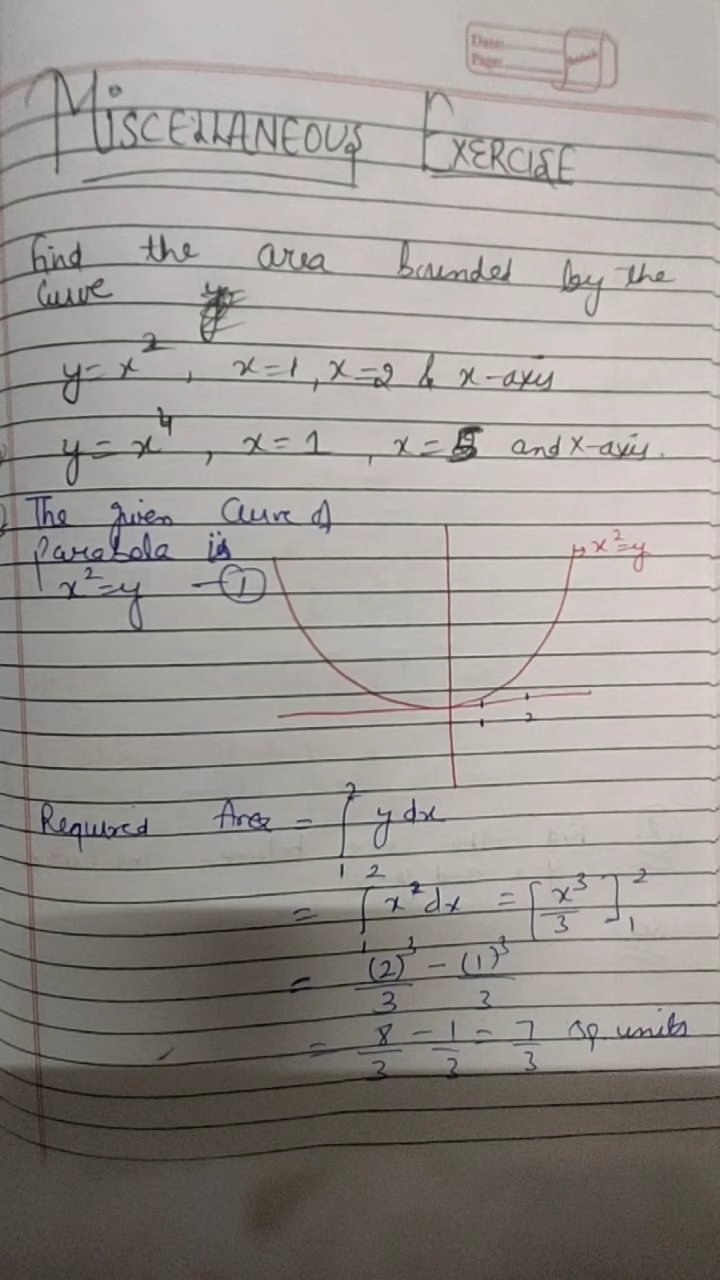 Date:
Page:
MISCELLANEOUS EXERCISE
find the area bounded by the
curve
y=x², x=1, x=2 & x-axis
y=x⁴, x=1, x=5 and X-axis.
The given Curve of
parabola is
x²=y —①
x²=y
1 2
Required Area = ∫₁² y dx
= ∫₁² x² dx = [x³/3]₁²
= (2)³/3 - (1)³/3
= 8/3 - 1/3 = 7/3 sq units